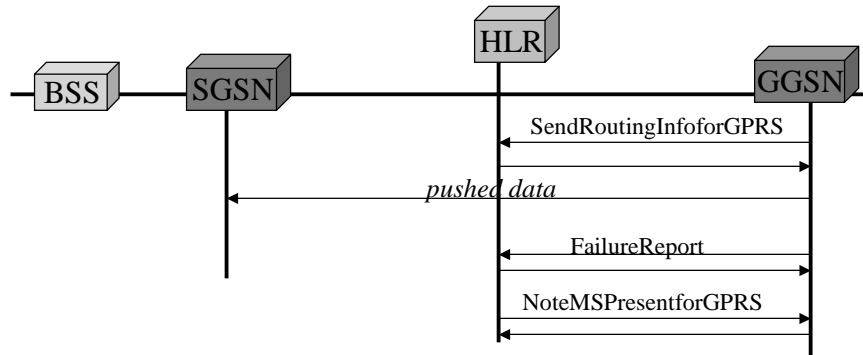 HLR
BSS
SGSN
GGSN
SendRoutingInfoforGPRS
pushed data
FailureReport
NoteMSPresentforGPRS